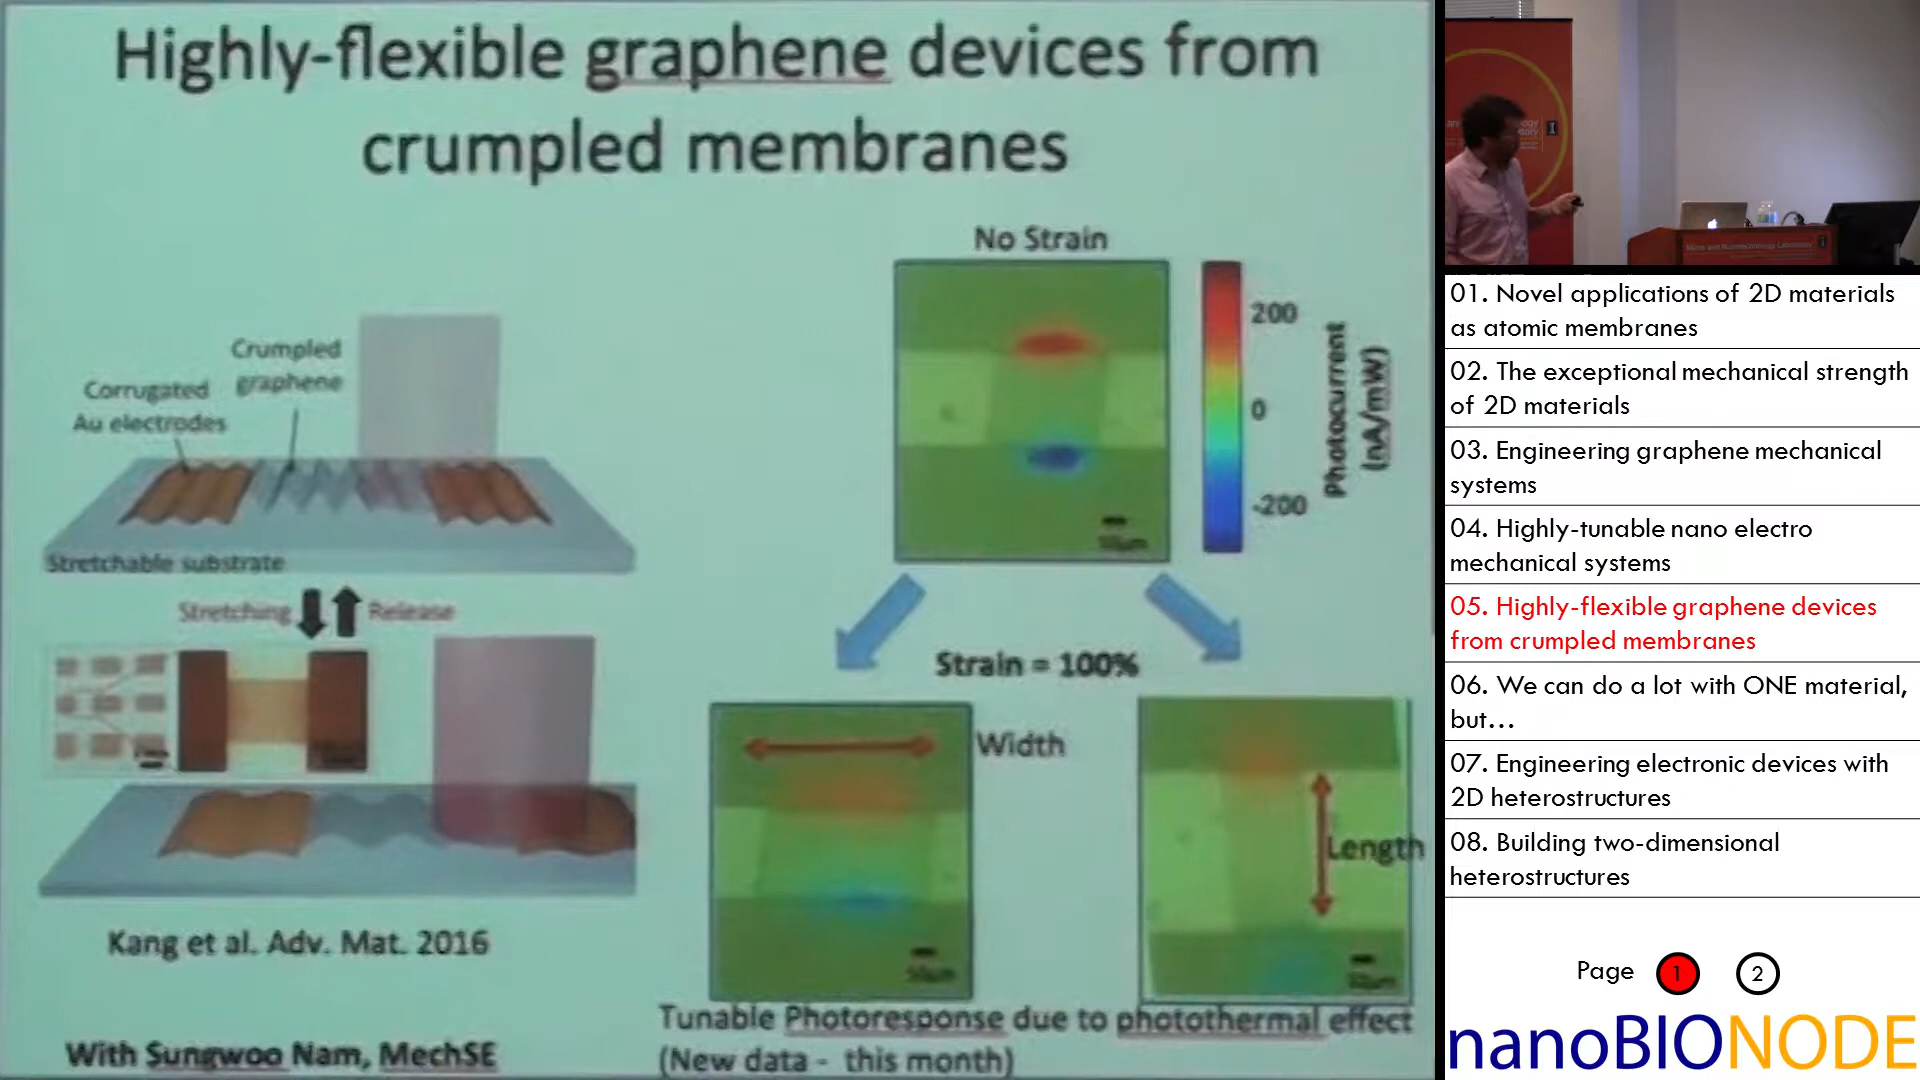 Highly-flexible graphene devices from
crumpled membranes
No Strain
200
0
-200
Photocurrent
(nA/mW)
Crumpled
graphene
Corrugated
Au electrodes
Stretchable substrate
Stretching
Release
Strain = 100%
Width
Length
Kang et al. Adv. Mat. 2016
With Sungwoo Nam, MechSE
Tunable Photoresponse due to photothermal effect
(New data - this month)
Micro and Nanotechnology Laboratory
01. Novel applications of 2D materials
as atomic membranes
02. The exceptional mechanical strength
of 2D materials
03. Engineering graphene mechanical
systems
04. Highly-tunable nano electro
mechanical systems
05. Highly-flexible graphene devices
from crumpled membranes
06. We can do a lot with ONE material,
but...
07. Engineering electronic devices with
2D heterostructures
08. Building two-dimensional
heterostructures
Page 1 2
nanoBIONODE